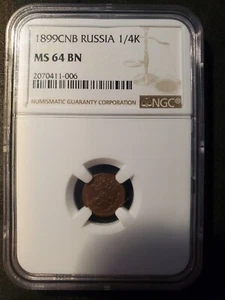 1899CNB RUSSIA 1/4K
MS 64 BN
2070411-006
NUMISMATIC GUARANTY CORPORATION
NGC